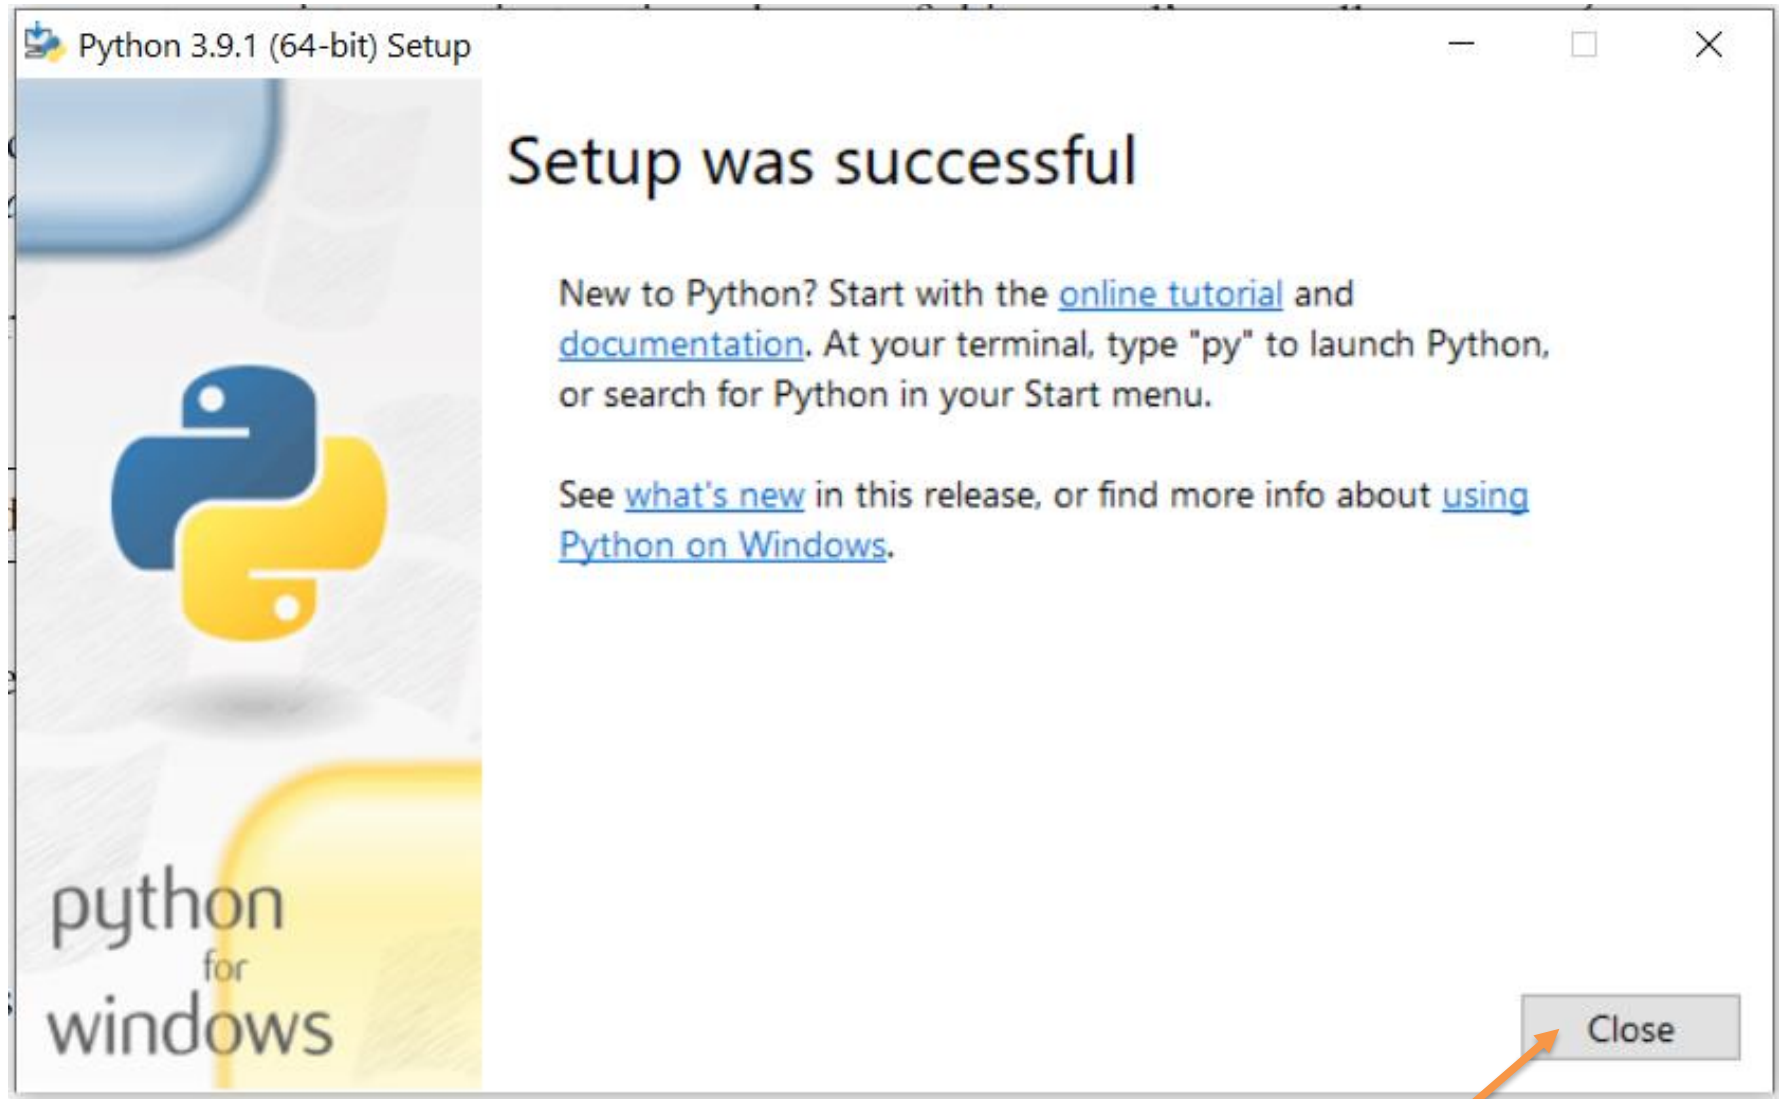 Python 3.9.1 (64-bit) Setup
Setup was successful
New to Python? Start with the online tutorial and
documentation. At your terminal, type "py" to launch Python,
or search for Python in your Start menu.
See what's new in this release, or find more info about using
Python on Windows.
python
for
windows
Close